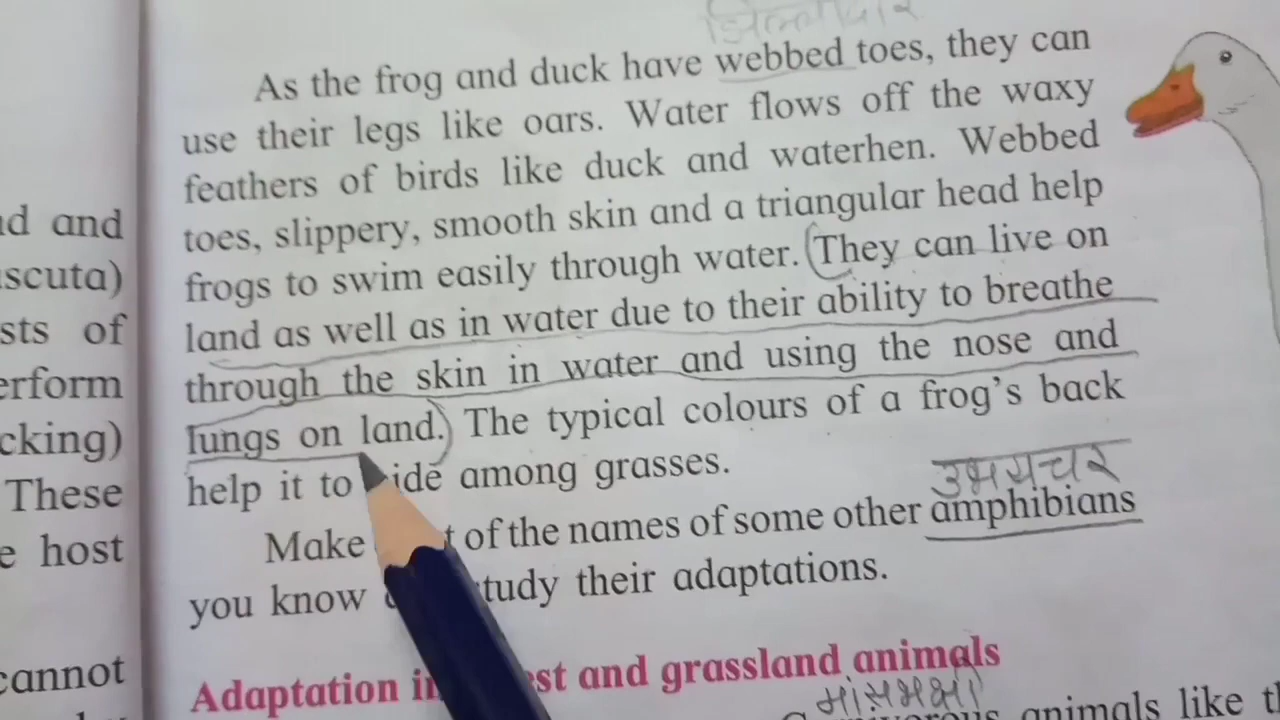 झिल्लीदार
As the frog and duck have webbed toes, they can
use their legs like oars. Water flows off the waxy
feathers of birds like duck and waterhen. Webbed
toes, slippery, smooth skin and a triangular head help
frogs to swim easily through water. They can live on
land as well as in water due to their ability to breathe
through the skin in water and using the nose and
lungs on land. The typical colours of a frog's back
help it to ide among grasses.
उभयचर
Make of the names of some other amphibians
you know tudy their adaptations.
Adaptation i st and grassland animals
मांसभक्षी
animals like th
d and
scuta)
sts of
erform
cking)
These
e host
cannot